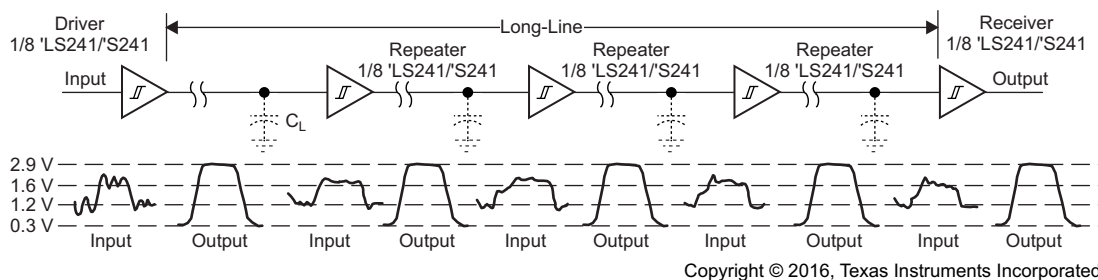 Driver
1/8 'LS241/'S241
Long-Line
Receiver
1/8 'LS241/'S241
Repeater
1/8 'LS241/'S241
Repeater
1/8 'LS241/'S241
Repeater
1/8 'LS241/'S241
Input
Output
CL
2.9 V
1.6 V
1.2 V
0.3 V
Input
Output
Input
Output
Input
Output
Input
Output
Input
Output
Copyright © 2016, Texas Instruments Incorporated